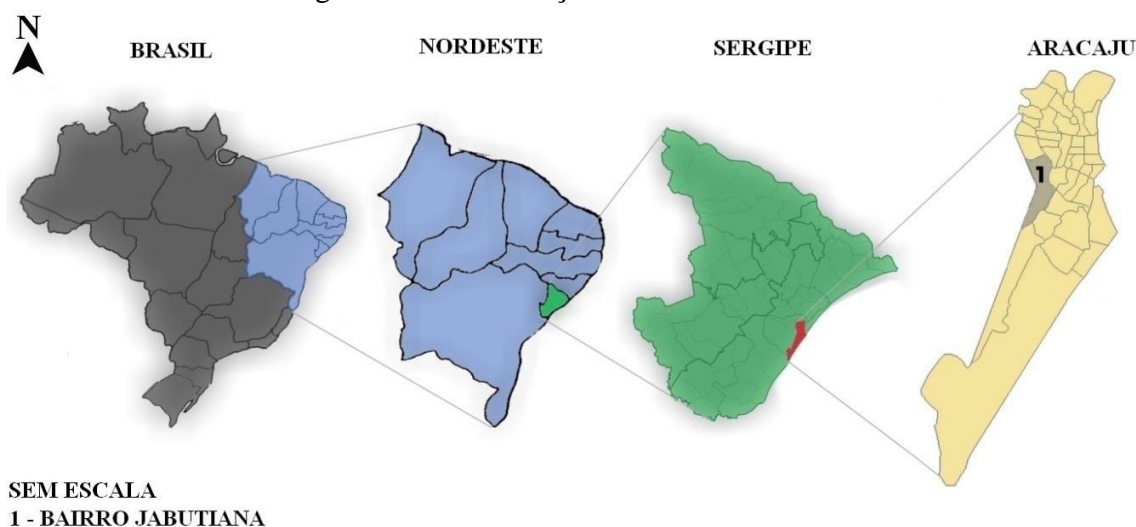 N
BRASIL
NORDESTE
SERGIPE
ARACAJU
1
SEM ESCALA
1 - BAIRRO JABUTIANA